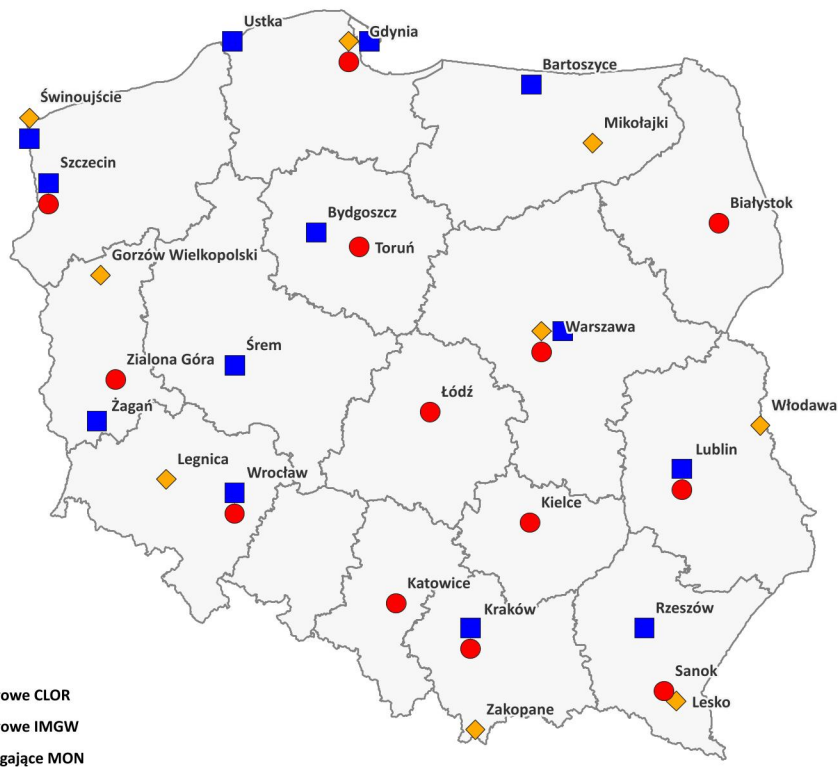 Ustka
Gdynia
Bartoszyce
Świnoujście
Mikołajki
Szczecin
Białystok
Bydgoszcz
Toruń
Gorzów Wielkopolski
Warszawa
Śrem
Zialona Góra
Łódź
Żagań
Włodawa
Legnica
Wrocław
Lublin
Kielce
Katowice
Kraków
Rzeszów
Sanok
Lesko
Zakopane
owe CLOR
owe IMGW
gające MON